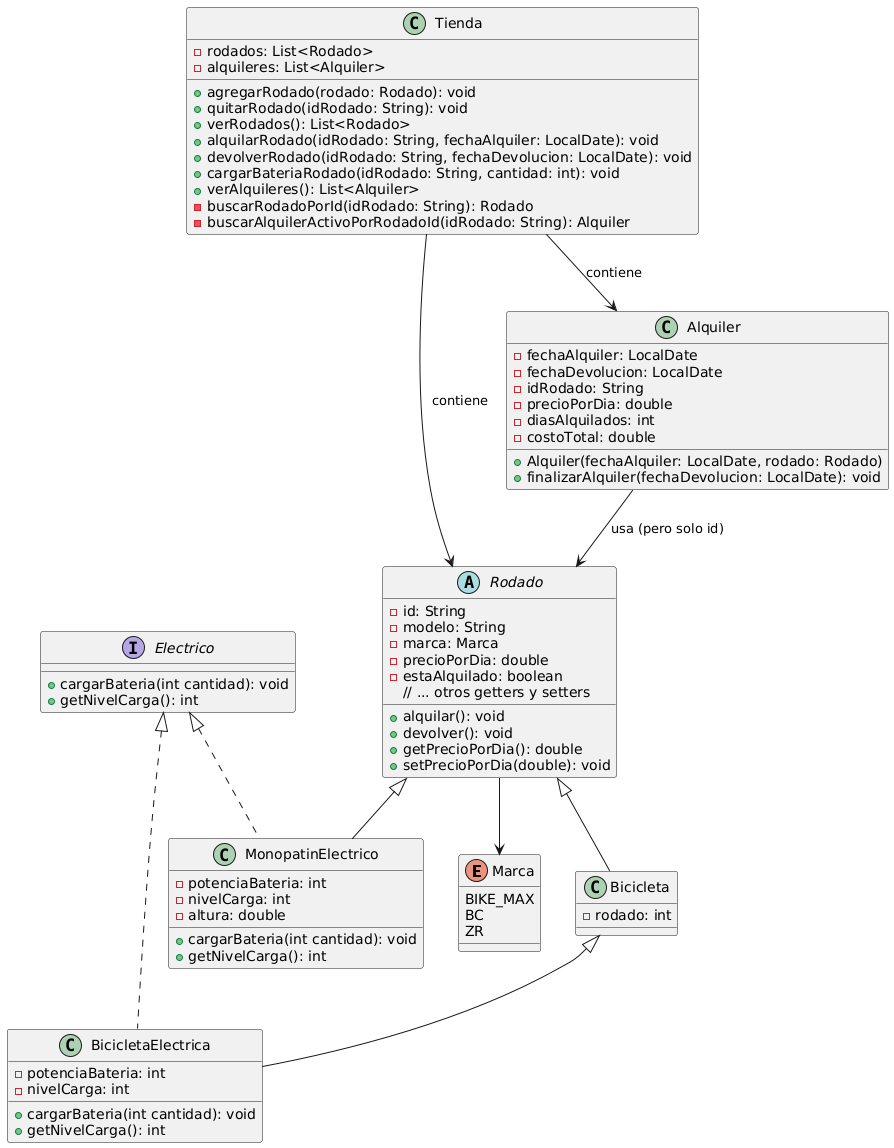 Tienda
rodados: List<Rodado>
alquileres: List<Alquiler>
agregarRodado(rodado: Rodado): void
quitarRodado(idRodado: String): void
verRodados(): List<Rodado>
alquilarRodado(idRodado: String, fechaAlquiler: LocalDate): void
devolverRodado(idRodado: String, fechaDevolucion: LocalDate): void
cargarBateriaRodado(idRodado: String, cantidad: int): void
verAlquileres(): List<Alquiler>
buscarRodadoPorId(idRodado: String): Rodado
buscarAlquilerActivoPorRodadoId(idRodado: String): Alquiler
contiene
contiene
Alquiler
fechaAlquiler: LocalDate
fechaDevolucion: LocalDate
idRodado: String
precioPorDia: double
diasAlquilados: int
costoTotal: double
Alquiler(fechaAlquiler: LocalDate, rodado: Rodado)
finalizarAlquiler(fechaDevolucion: LocalDate): void
usa (pero solo id)
Rodado
id: String
modelo: String
marca: Marca
precioPorDia: double
estaAlquilado: boolean
// ... otros getters y setters
alquilar(): void
devolver(): void
getPrecioPorDia(): double
setPrecioPorDia(double): void
Electrico
cargarBateria(int cantidad): void
getNivelCarga(): int
MonopatinElectrico
potenciaBateria: int
nivelCarga: int
altura: double
cargarBateria(int cantidad): void
getNivelCarga(): int
Marca
BIKE_MAX
BC
ZR
Bicicleta
rodado: int
BicicletaElectrica
potenciaBateria: int
nivelCarga: int
cargarBateria(int cantidad): void
getNivelCarga(): int